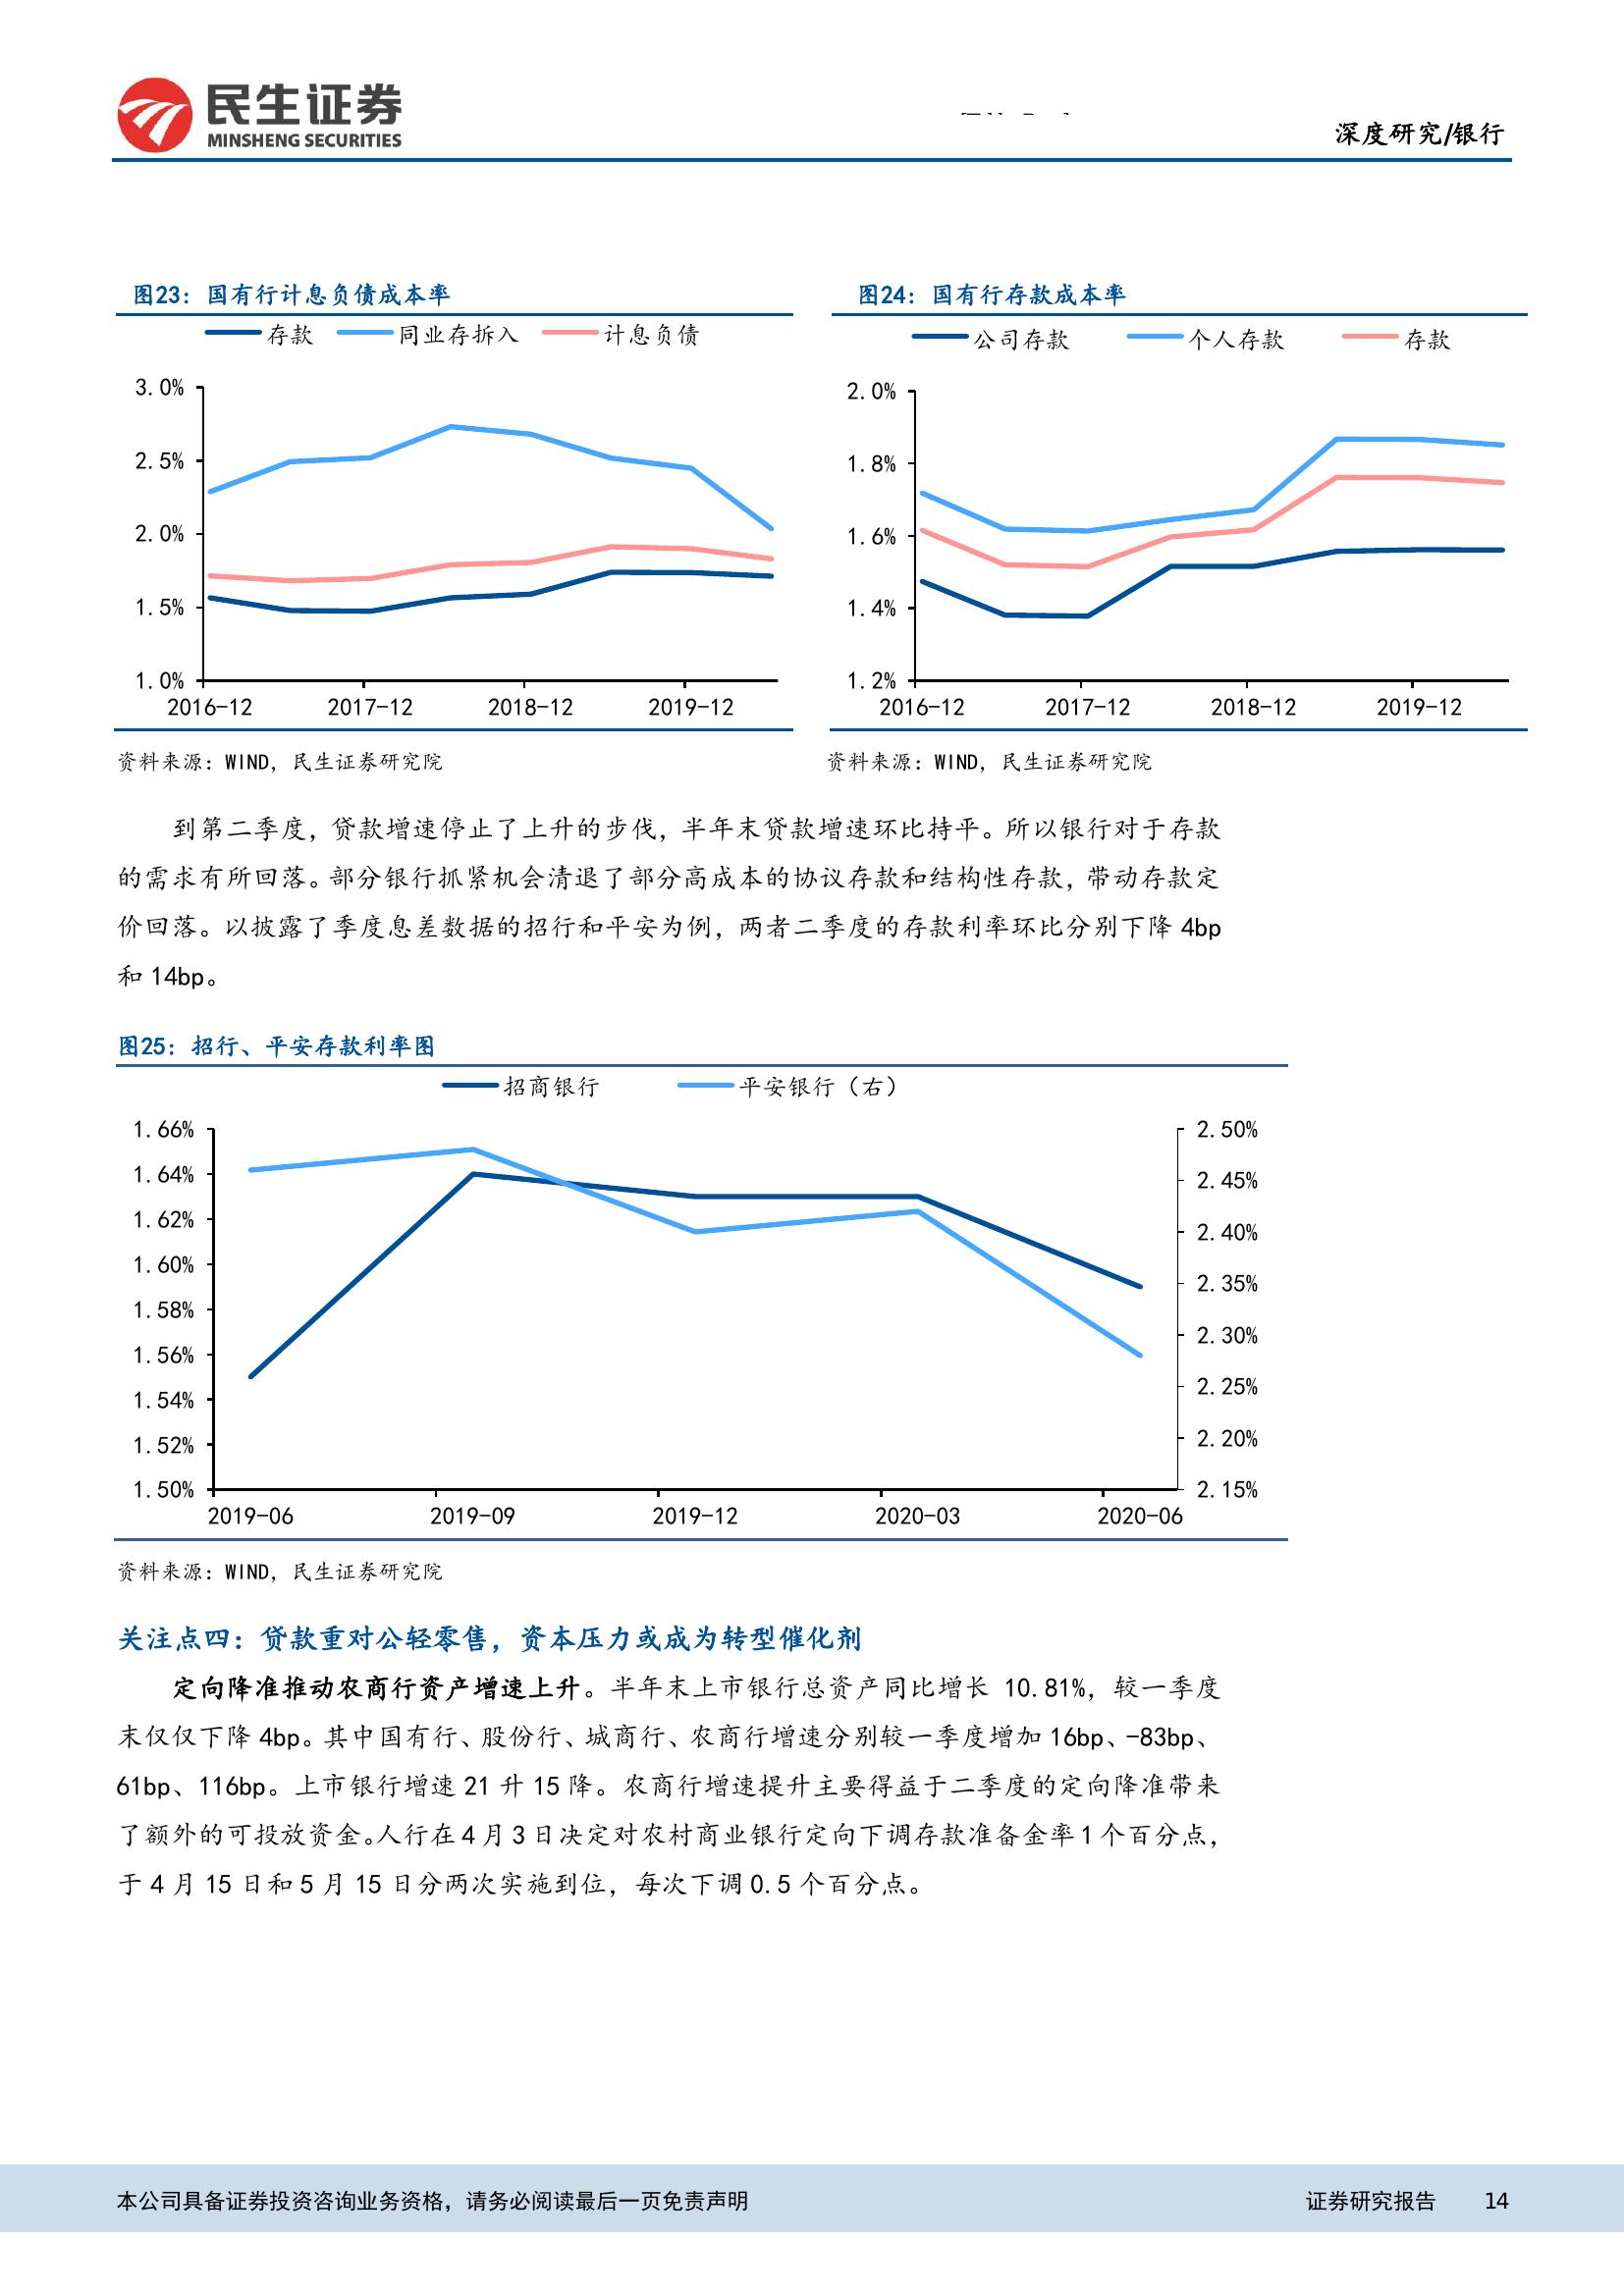 民生证券
MINSHENG SECURITIES
深度研究/银行
图23：国有行计息负债成本率
存款 同业存拆入 计息负债
3.0%
2.5%
2.0%
1.5%
1.0%
2016-12 2017-12 2018-12 2019-12
资料来源：WIND，民生证券研究院
图24：国有行存款成本率
公司存款 个人存款 存款
2.0%
1.8%
1.6%
1.4%
1.2%
2016-12 2017-12 2018-12 2019-12
资料来源：WIND，民生证券研究院
到第二季度，贷款增速停止了上升的步伐，半年末贷款增速环比持平。所以银行对于存款
的需求有所回落。部分银行抓紧机会清退了部分高成本的协议存款和结构性存款，带动存款定
价回落。以披露了季度息差数据的招行和平安为例，两者二季度的存款利率环比分别下降 4bp
和 14bp。
图25：招行、平安存款利率图
招商银行 平安银行（右）
1.66% 2.50%
1.64% 2.45%
1.62% 2.40%
1.60% 2.35%
1.58% 2.30%
1.56% 2.25%
1.54% 2.20%
1.52% 2.15%
1.50%
2019-06 2019-09 2019-12 2020-03 2020-06
资料来源：WIND，民生证券研究院
关注点四：贷款重对公轻零售，资本压力或成为转型催化剂
定向降准推动农商行资产增速上升。半年末上市银行总资产同比增长 10.81%，较一季度
末仅仅下降 4bp。其中国有行、股份行、城商行、农商行增速分别较一季度增加 16bp、-83bp、
61bp、116bp。上市银行增速 21 升 15 降。农商行增速提升主要得益于二季度的定向降准带来
了额外的可投放资金。人行在 4 月 3 日决定对农村商业银行定向下调存款准备金率 1 个百分点，
于 4 月 15 日和 5 月 15 日分两次实施到位，每次下调 0.5 个百分点。
本公司具备证券投资咨询业务资格，请务必阅读最后一页免责声明 证券研究报告 14